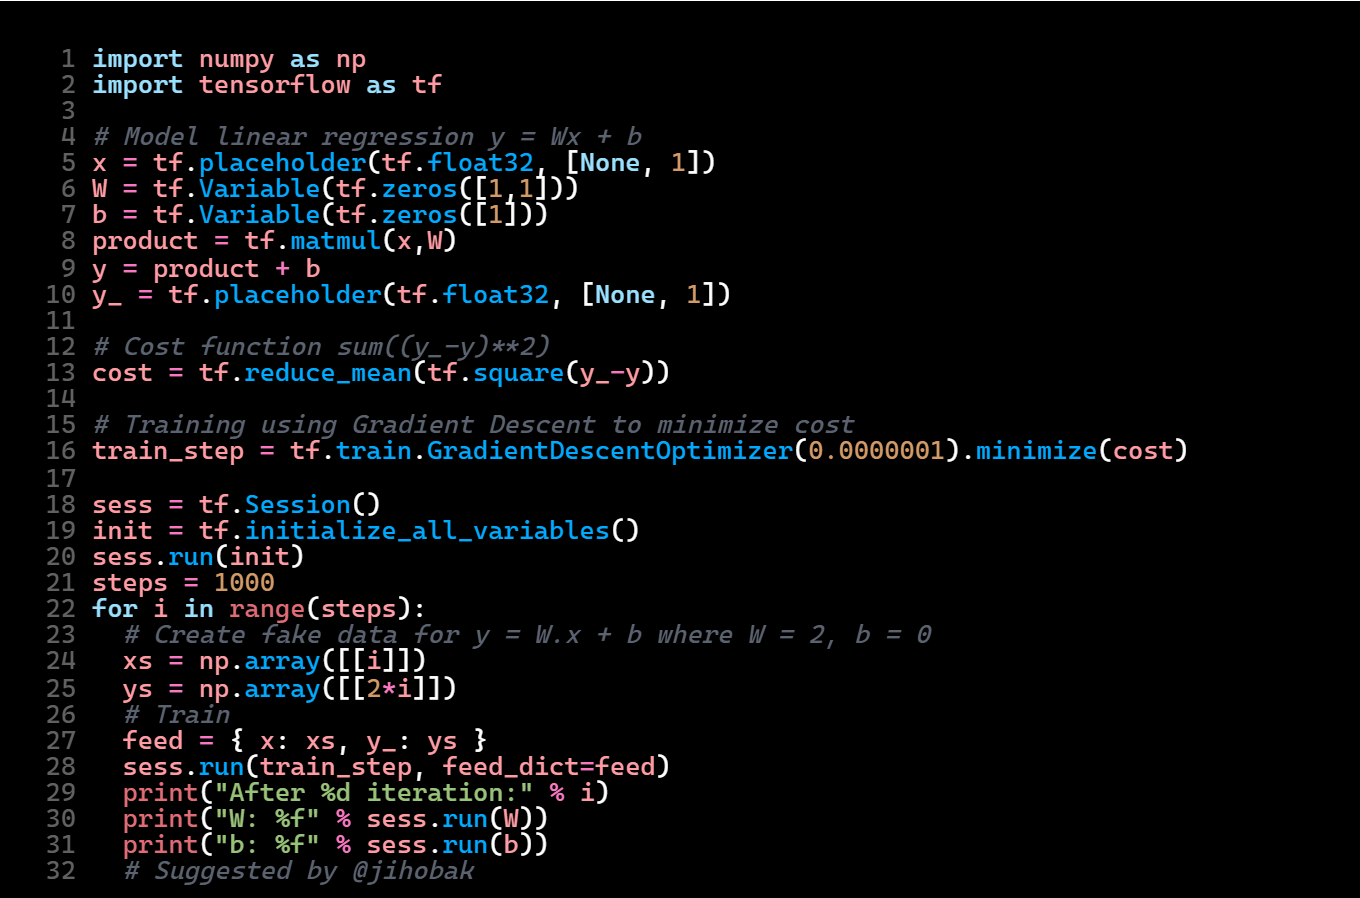 1 import numpy as np
2 import tensorflow as tf
3
4 # Model linear regression y = Wx + b
5 x = tf.placeholder(tf.float32, [None, 1])
6 W = tf.Variable(tf.zeros([1,1]))
7 b = tf.Variable(tf.zeros([1]))
8 product = tf.matmul(x,W)
9 y = product + b
10 y_ = tf.placeholder(tf.float32, [None, 1])
11
12 # Cost function sum((y_-y)**2)
13 cost = tf.reduce_mean(tf.square(y_-y))
14
15 # Training using Gradient Descent to minimize cost
16 train_step = tf.train.GradientDescentOptimizer(0.0000001).minimize(cost)
17
18 sess = tf.Session()
19 init = tf.initialize_all_variables()
20 sess.run(init)
21 steps = 1000
22 for i in range(steps):
23   # Create fake data for y = W.x + b where W = 2, b = 0
24   xs = np.array([[i]])
25   ys = np.array([[2*i]])
26   # Train
27   feed = { x: xs, y_: ys }
28   sess.run(train_step, feed_dict=feed)
29   print("After %d iteration:" % i)
30   print("W: %f" % sess.run(W))
31   print("b: %f" % sess.run(b))
32   # Suggested by @jihobak